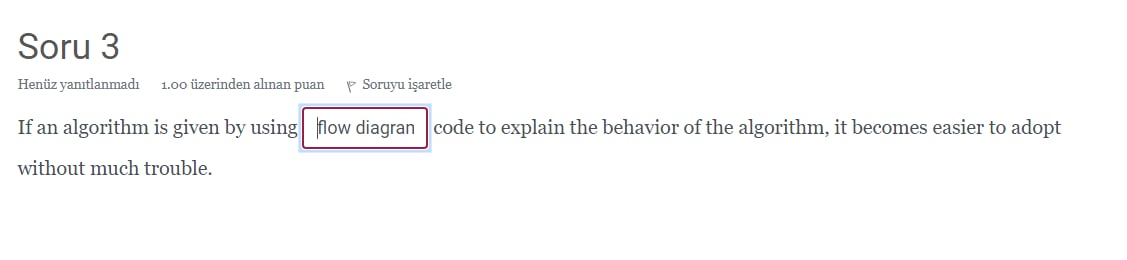 Soru 3
Henüz yanıtlanmadı 1.00 üzerinden alınan puan Soruyu işaretle
If an algorithm is given by using flow diagran code to explain the behavior of the algorithm, it becomes easier to adopt
without much trouble.